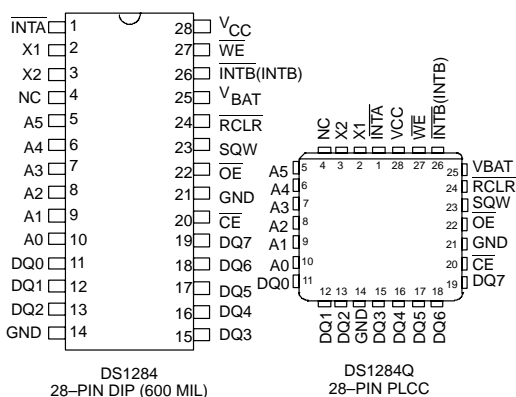 INTA 1 28 VCC
X1 2 27 WE
X2 3 26 INTB(INTB)
NC 4 25 VBAT
A5 5 24 RCLR
A4 6 23 SQW
A3 7 22 OE
A2 8 21 GND
A1 9 20 CE
A0 10 19 DQ7
DQ0 11 18 DQ6
DQ1 12 17 DQ5
DQ2 13 16 DQ4
GND 14 15 DQ3
DS1284
28–PIN DIP (600 MIL)
NC X2 X1 INTA VCC WE INTB(INTB)
4 3 2 1 28 27 26
A5 5 25 VBAT
A4 6 24 RCLR
A3 7 23 SQW
A2 8 22 OE
A1 9 21 GND
A0 10 20 CE
DQ0 11 19 DQ7
12 13 14 15 16 17 18
DQ1 DQ2 GND DQ3 DQ4 DQ5 DQ6
DS1284Q
28–PIN PLCC